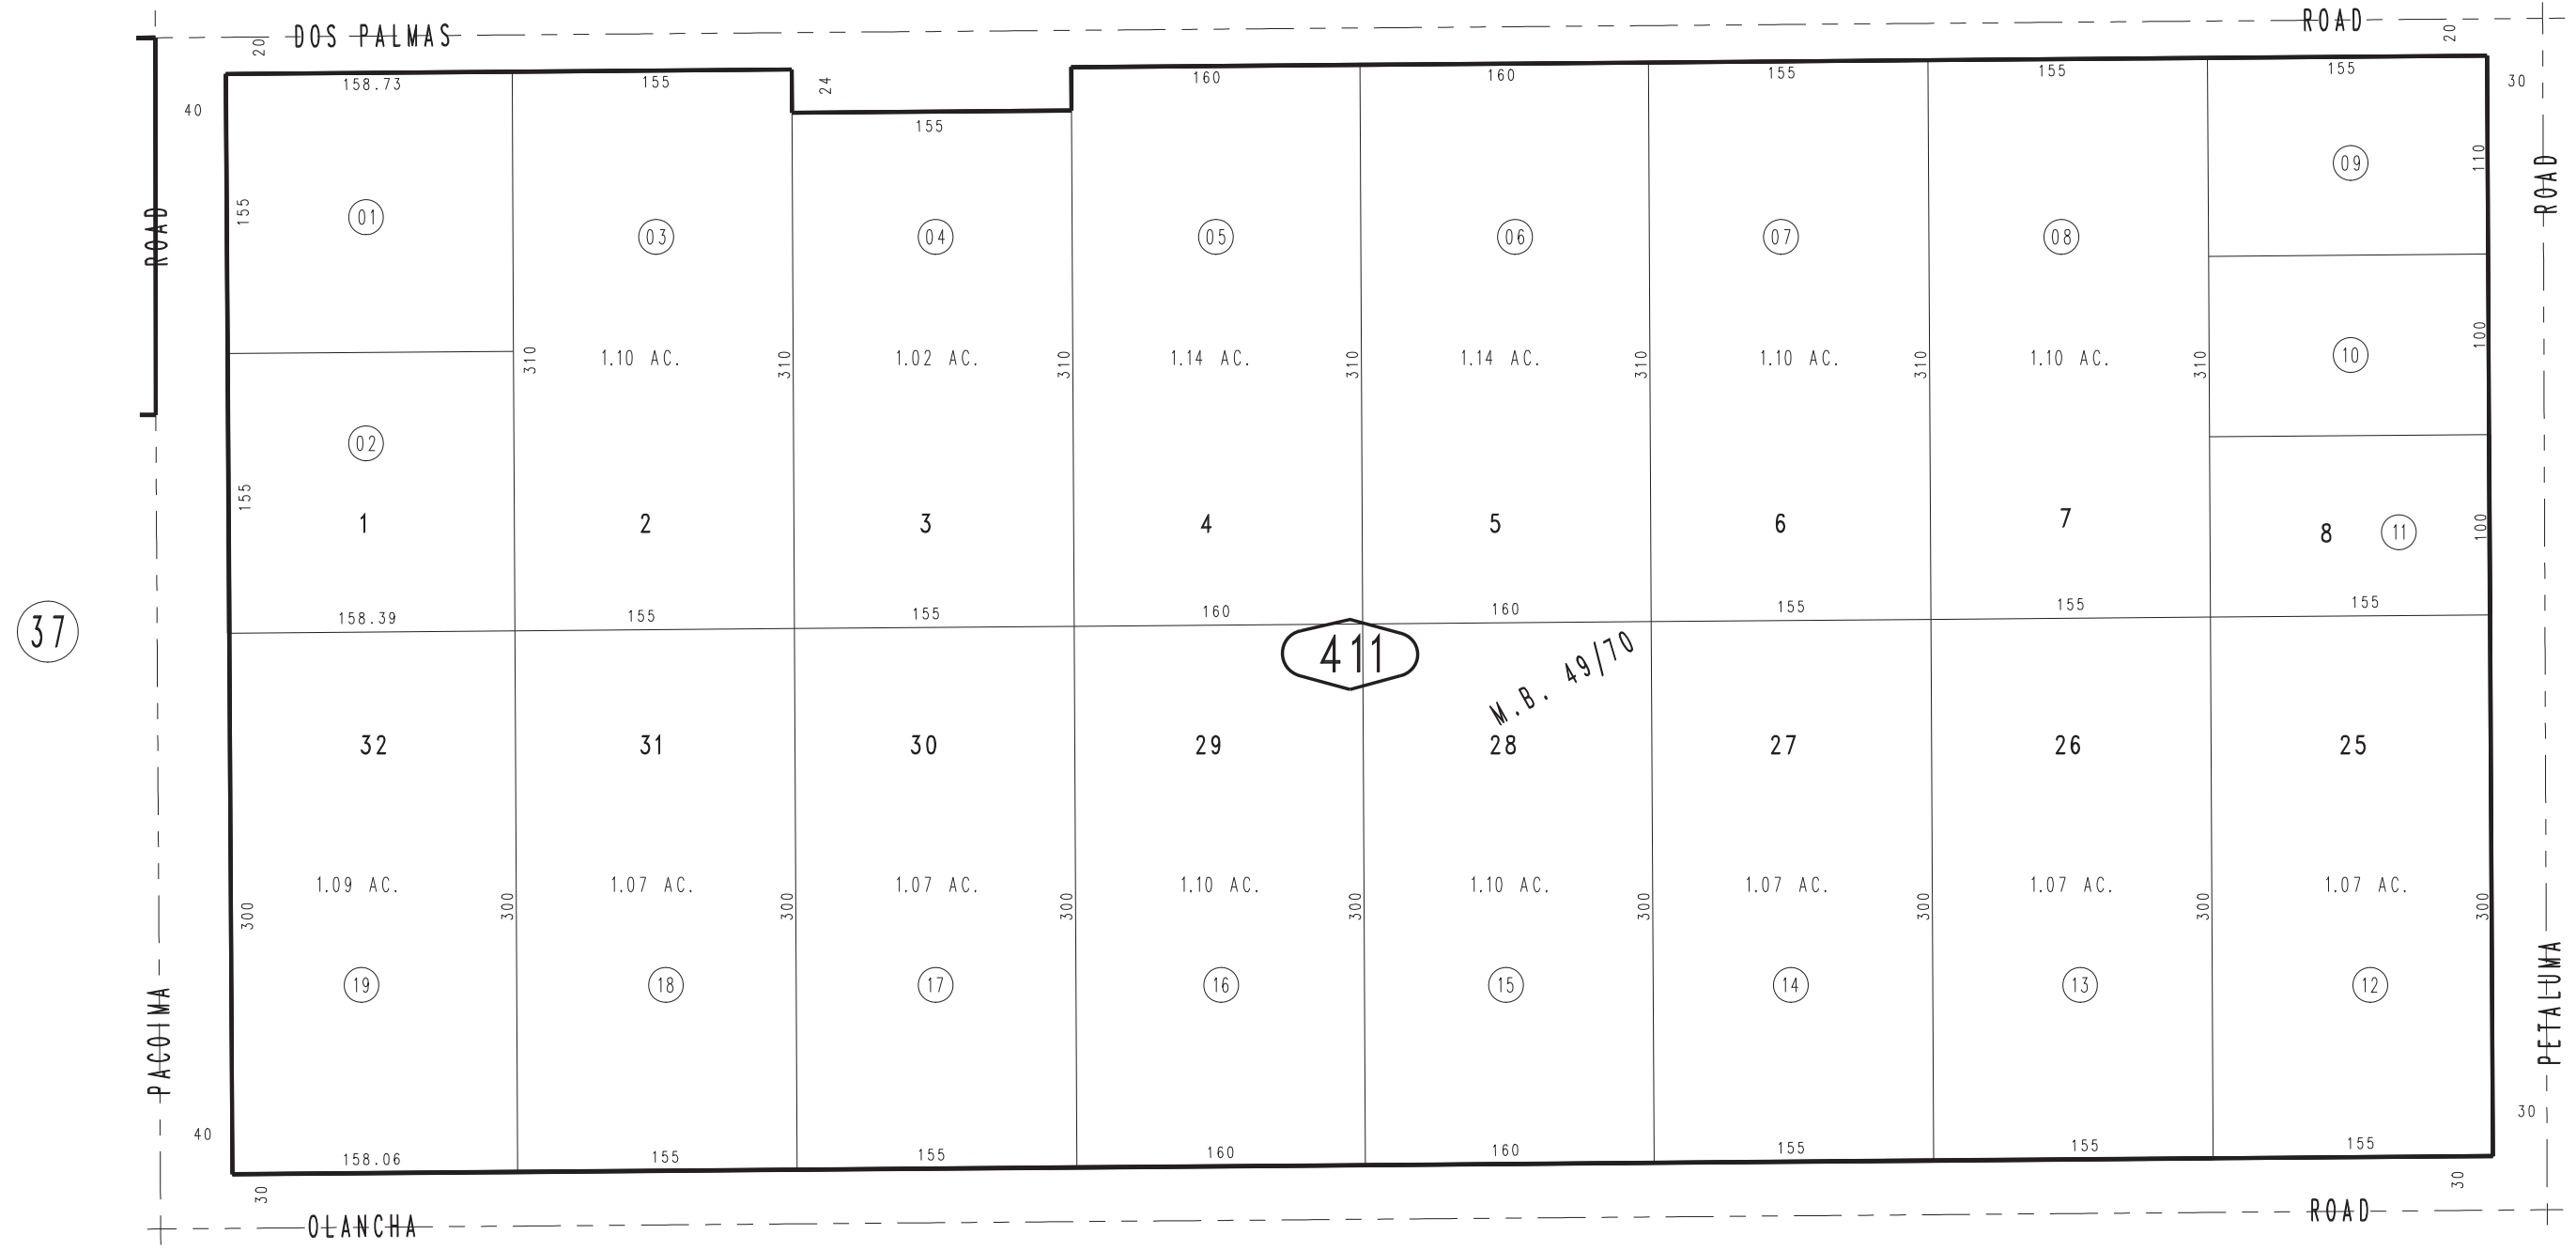 DOS PALMAS ROAD
20 20
158.73 155 24 160 160 155 155 155
40 30
155
ROAD
ROAD
155
01 03 04 05 06 07 08 09
110
310 1.10 AC. 310 1.02 AC. 310 1.14 AC. 310 1.14 AC. 310 1.10 AC. 310 1.10 AC. 310 10
100
02
155
1 2 3 4 5 6 7 8 11
100
158.39 155 155 160 160 155 155 155
37
411
M.B. 49/70
32 31 30 29 28 27 26 25
1.09 AC. 1.07 AC. 1.07 AC. 1.10 AC. 1.10 AC. 1.07 AC. 1.07 AC. 1.07 AC.
300 300 300 300 300 300 300 300 300
19 18 17 16 15 14 13 12
PACOIMA
PETALUMA
40 30
158.06 155 155 160 160 155 155 155
30 30
OLANCHA ROAD